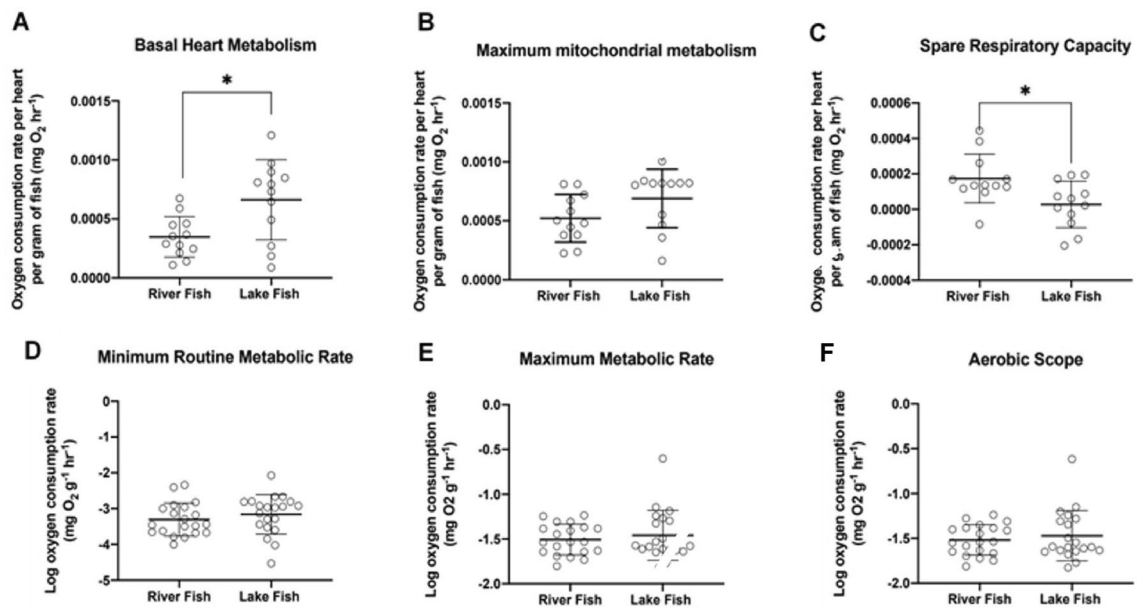 A
Basal Heart Metabolism
Oxygen consumption rate per heart
per gram of fish (mg O₂ hr⁻¹)
*
0.0015
0.0010
0.0005
0.0000
River Fish Lake Fish
B
Maximum mitochondrial metabolism
Oxygen consumption rate per heart
per gram of fish (mg O₂ hr⁻¹)
0.0015
0.0010
0.0005
0.0000
River Fish Lake Fish
C
Spare Respiratory Capacity
consumption rate per heart
per of fish (mg O₂ hr⁻¹)
*
0.0006
0.0004
0.0002
0.0000
-0.0002
-0.0004
River Fish Lake Fish
D
Minimum Routine Metabolic Rate
Log oxygen consumption rate
(mg O₂ g⁻¹ hr⁻¹)
0
-1
-2
-3
-4
-5
River Fish Lake Fish
E
Maximum Metabolic Rate
Log oxygen consumption rate
(mg O2 g⁻¹ hr⁻¹)
0.0
-0.5
-1.0
-1.5
-2.0
River Fish Lake Fish
F
Aerobic Scope
Log oxygen consumption rate
(mg O2 g⁻¹ hr⁻¹)
0.0
-0.5
-1.0
-1.5
-2.0
River Fish Lake Fish